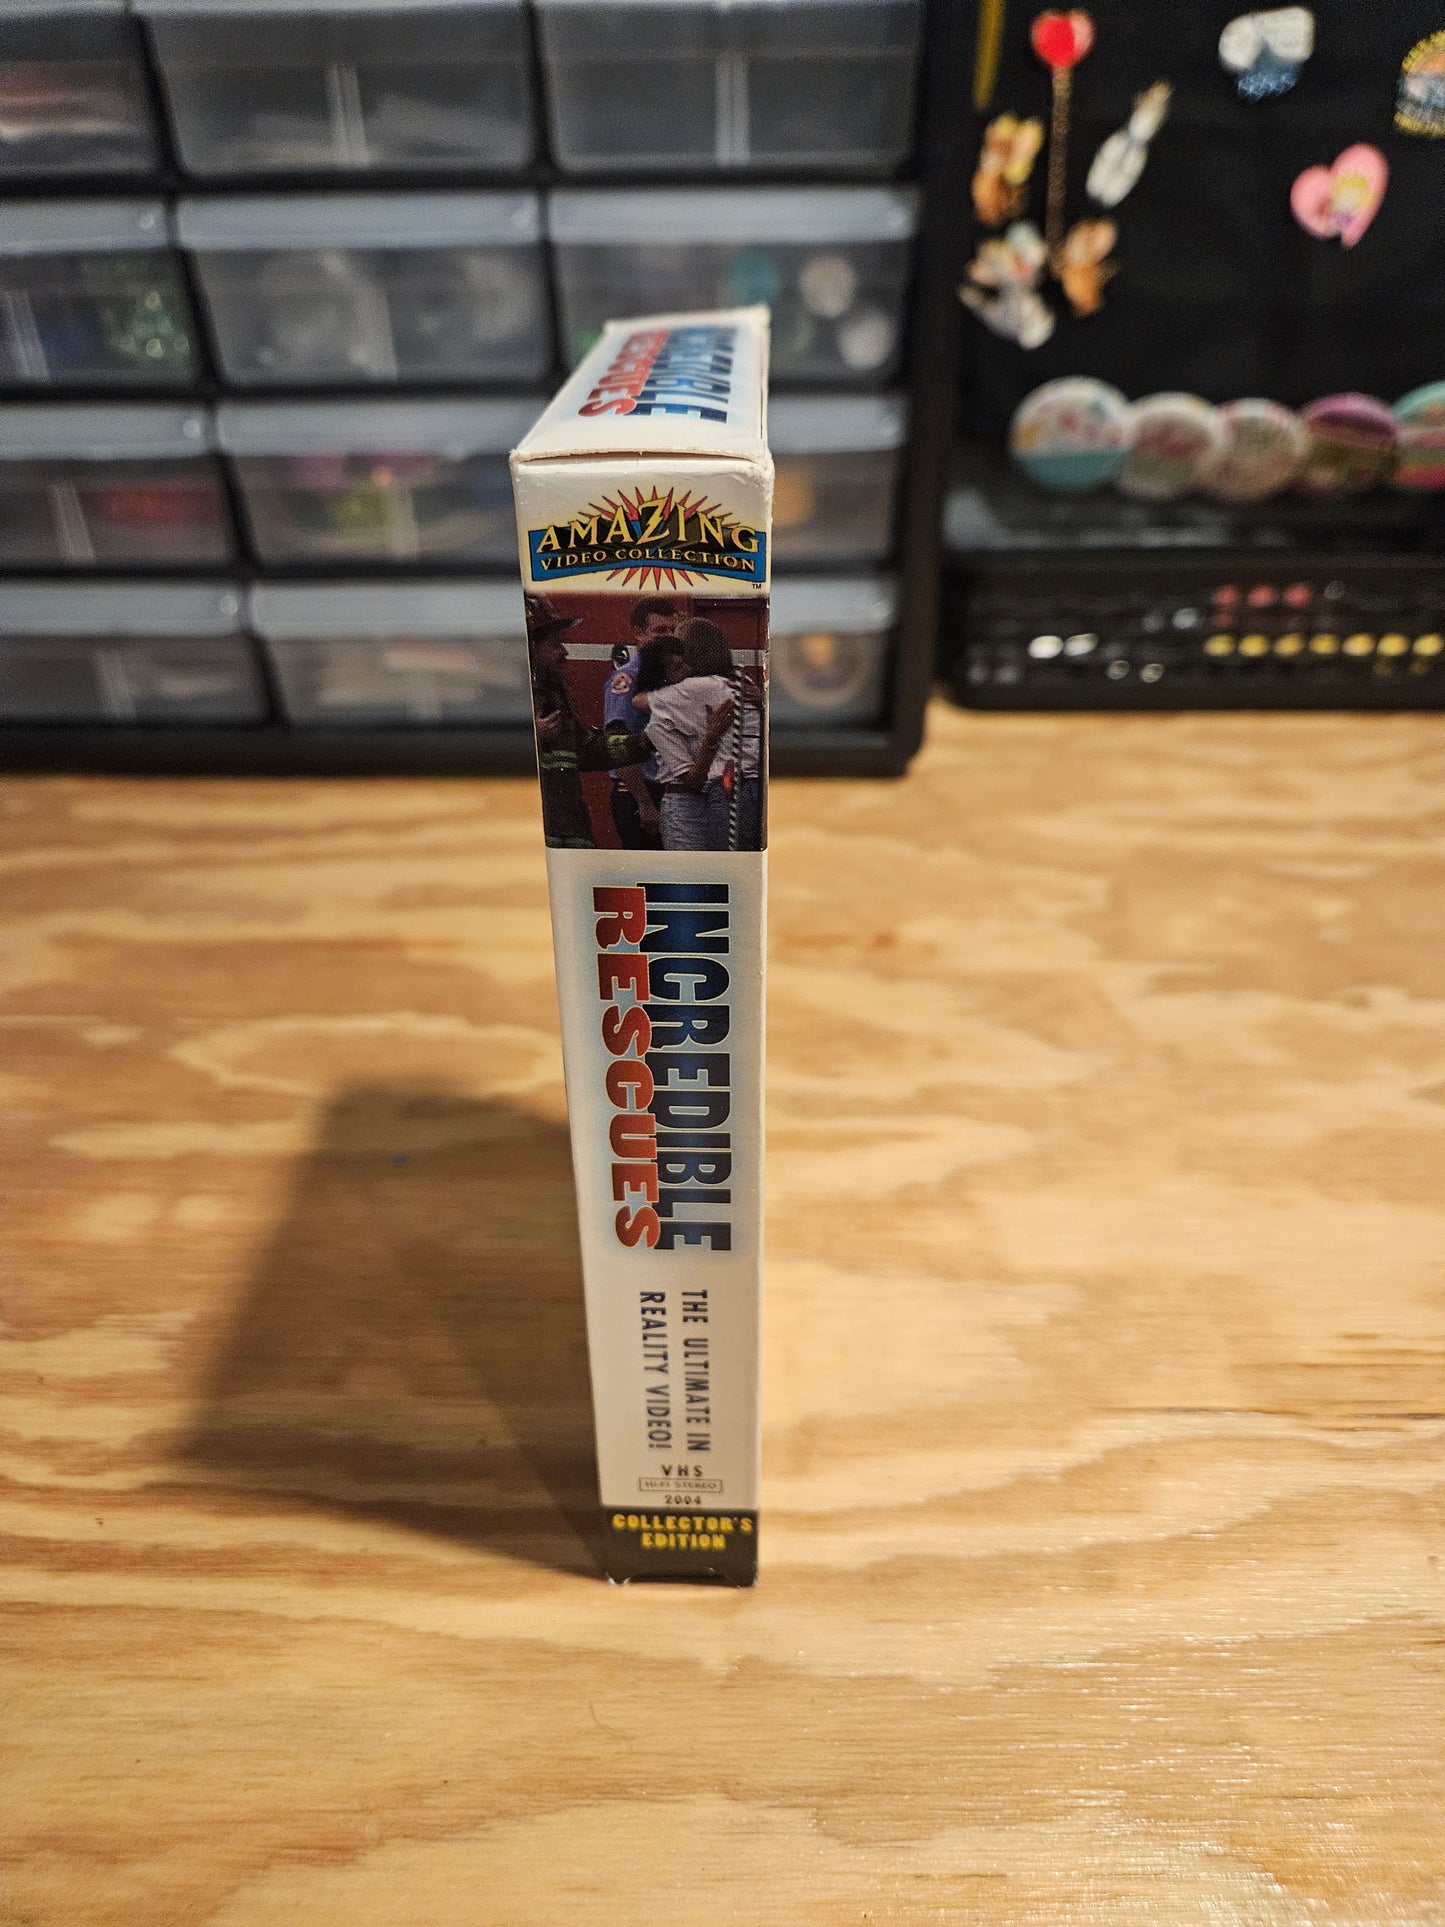 INCREDIBLE
RESCUES
AMAZING
VIDEO COLLECTION
TM
INCREDIBLE
RESCUES
THE ULTIMATE IN
REALITY VIDEO!
VHS
HI-FI STEREO
2004
COLLECTOR'S
EDITION